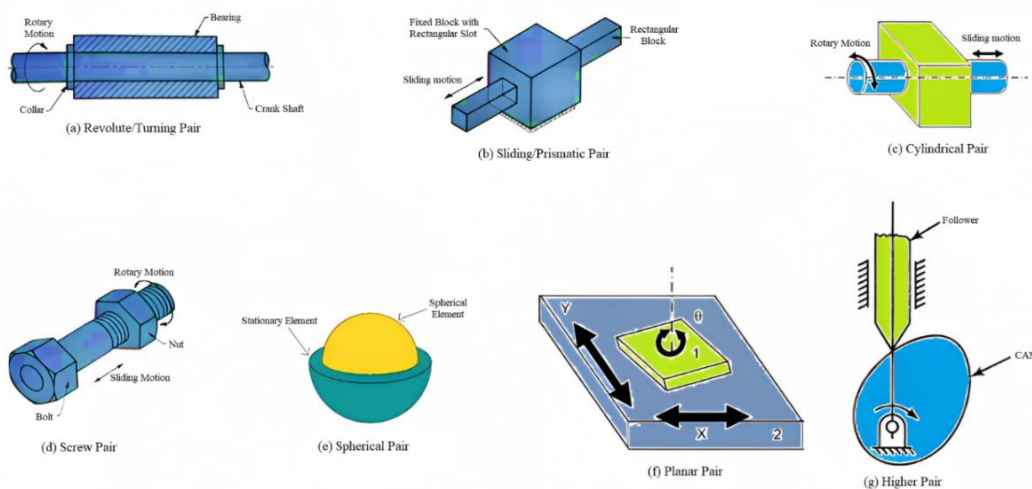 Rotary
Motion
Bearing
Collar
Crank Shaft
(a) Revolute/Turning Pair
Fixed Block with
Rectangular Slot
Rectangular
Block
Sliding motion
(b) Sliding/Prismatic Pair
Rotary Motion
Sliding motion
(c) Cylindrical Pair
Rotary Motion
Nut
Sliding Motion
Bolt
(d) Screw Pair
Stationary Element
Spherical
Element
(e) Spherical Pair
Y
θ
1
X
2
(f) Planar Pair
Follower
CAM
(g) Higher Pair